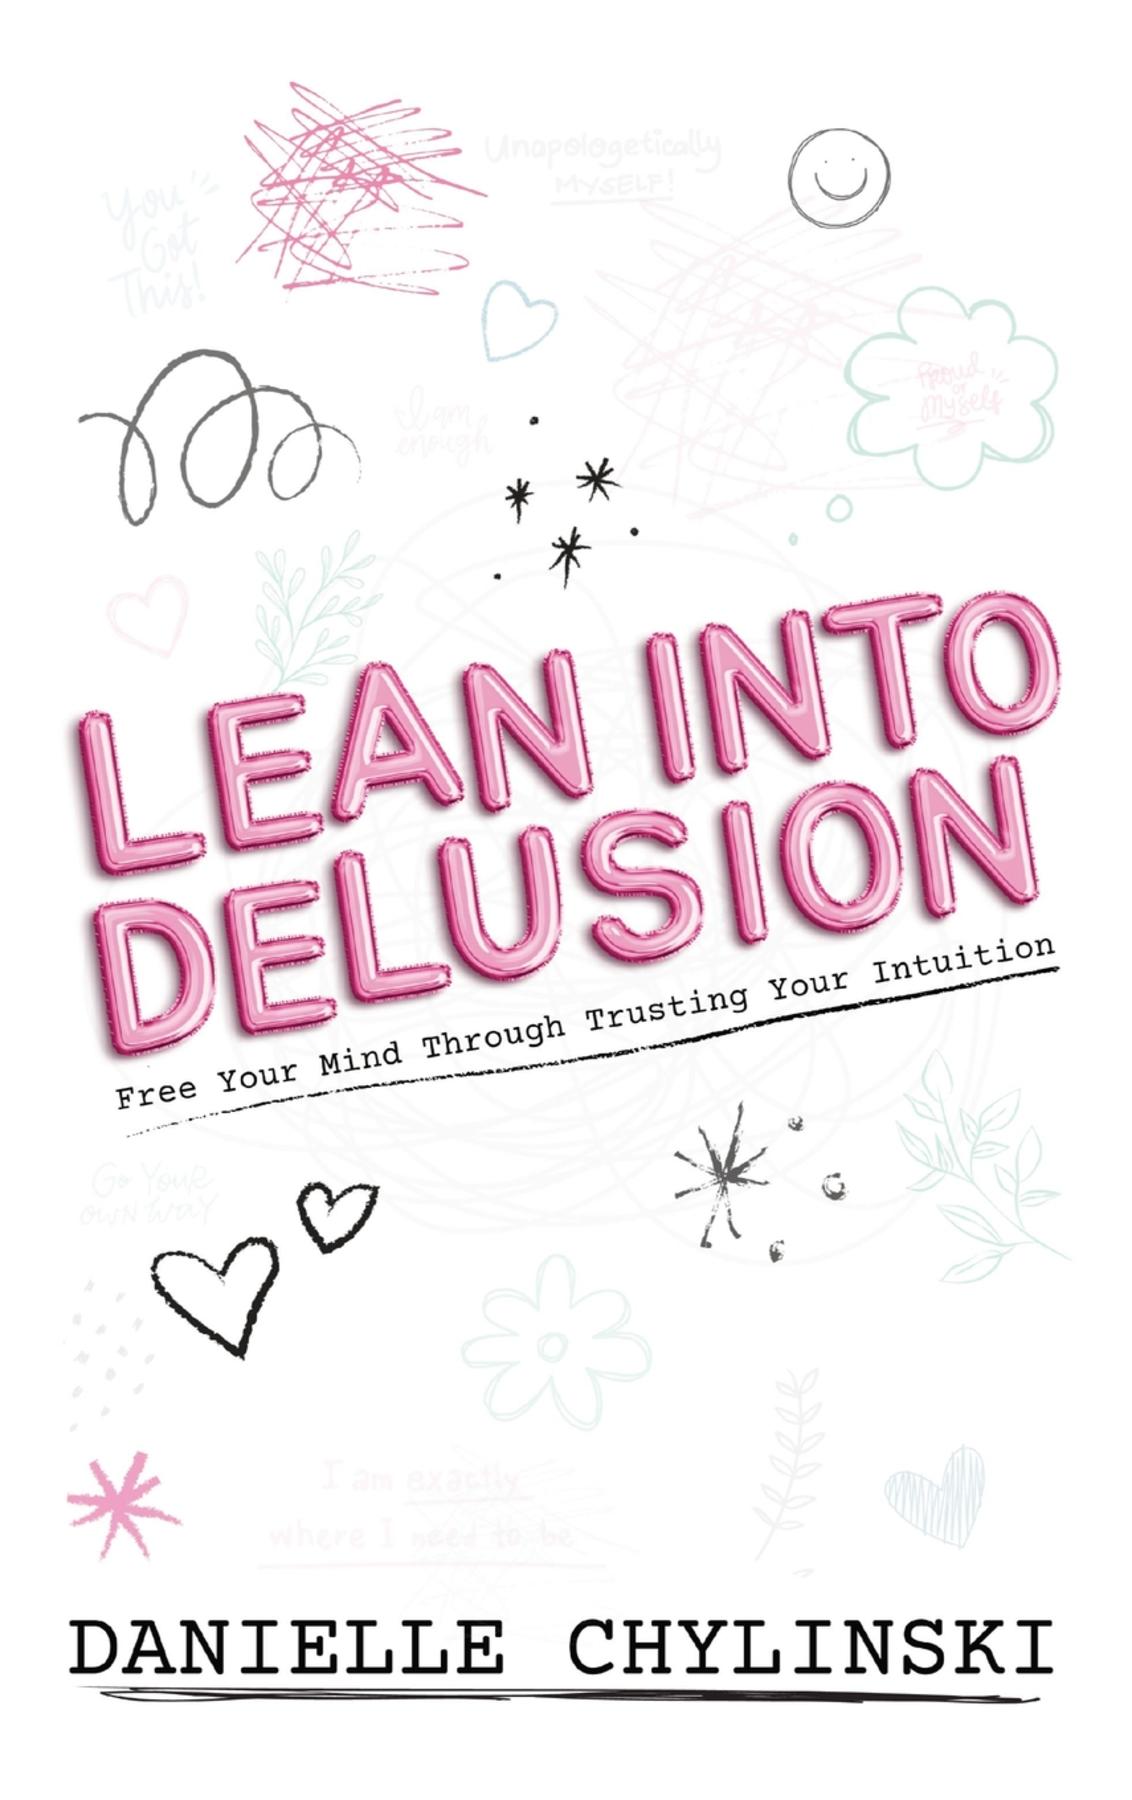 Unapologetically
MYSELF!
You
Got
This!
Proud
OF
Myself
I am
enough
LEAN INTO
DELUSION
Free Your Mind Through Trusting Your Intuition
Go YOUR
OWN WAY
I am exactly
where I need to be
DANIELLE CHYLINSKI